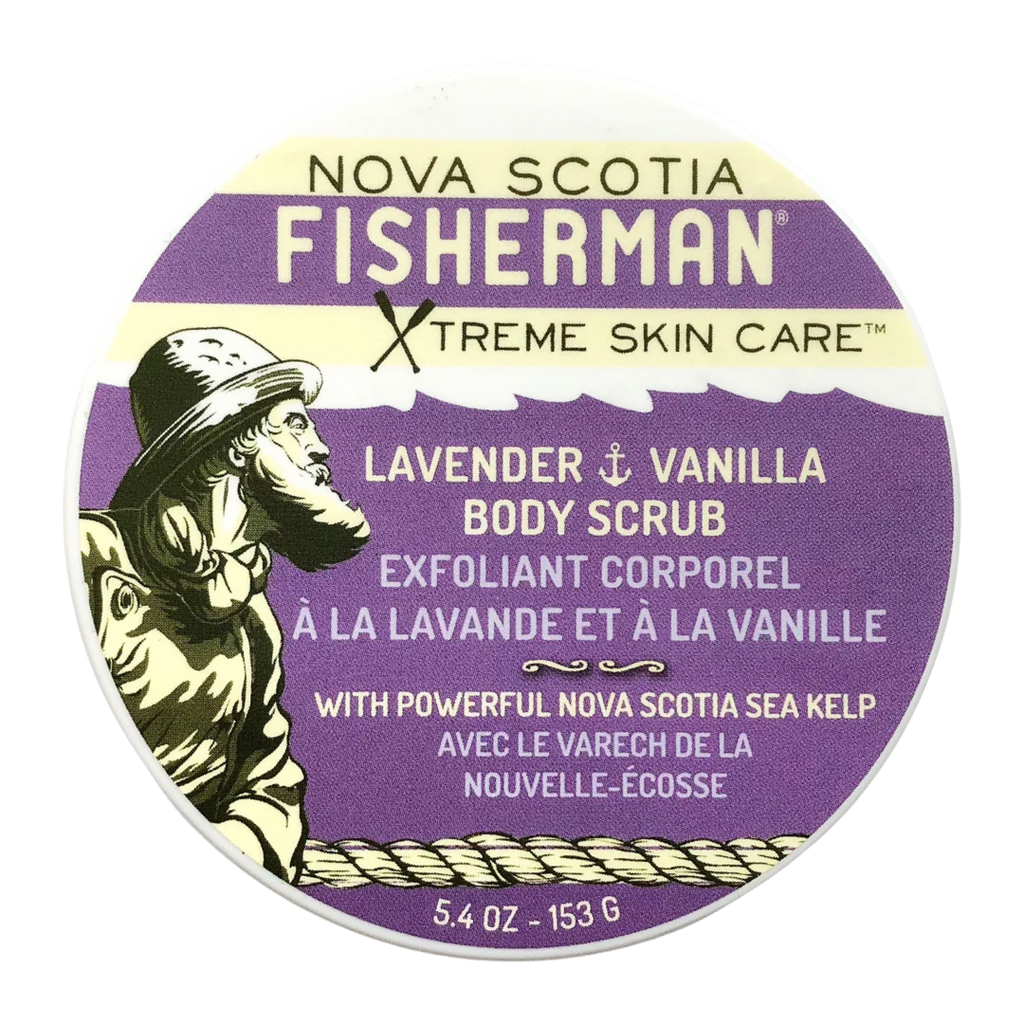 NOVA SCOTIA
FISHERMAN®
XTREME SKIN CARE™
LAVENDER ⚓ VANILLA
BODY SCRUB
EXFOLIANT CORPOREL
À LA LAVANDE ET À LA VANILLE
WITH POWERFUL NOVA SCOTIA SEA KELP
AVEC LE VARECH DE LA
NOUVELLE-ÉCOSSE
5.4 OZ - 153 G